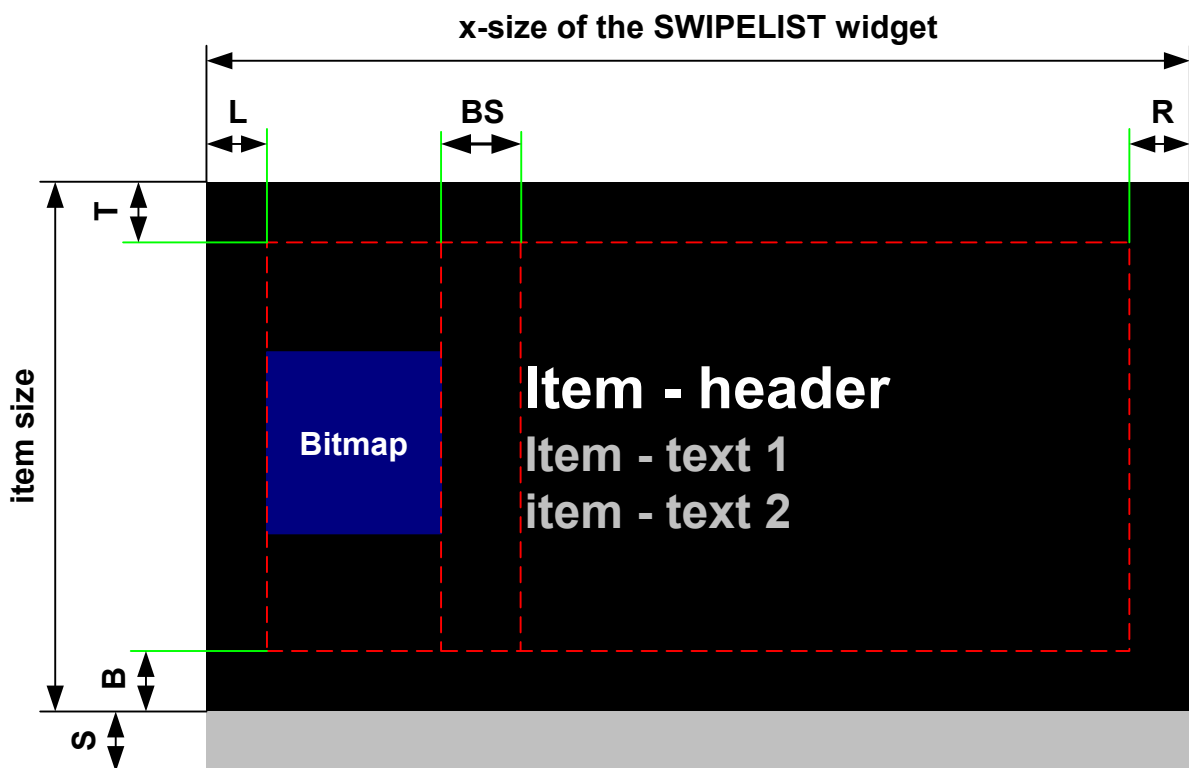 x-size of the SWIPELIST widget
L
BS
R
T
item size
Item - header
Bitmap
Item - text 1
item - text 2
B
S